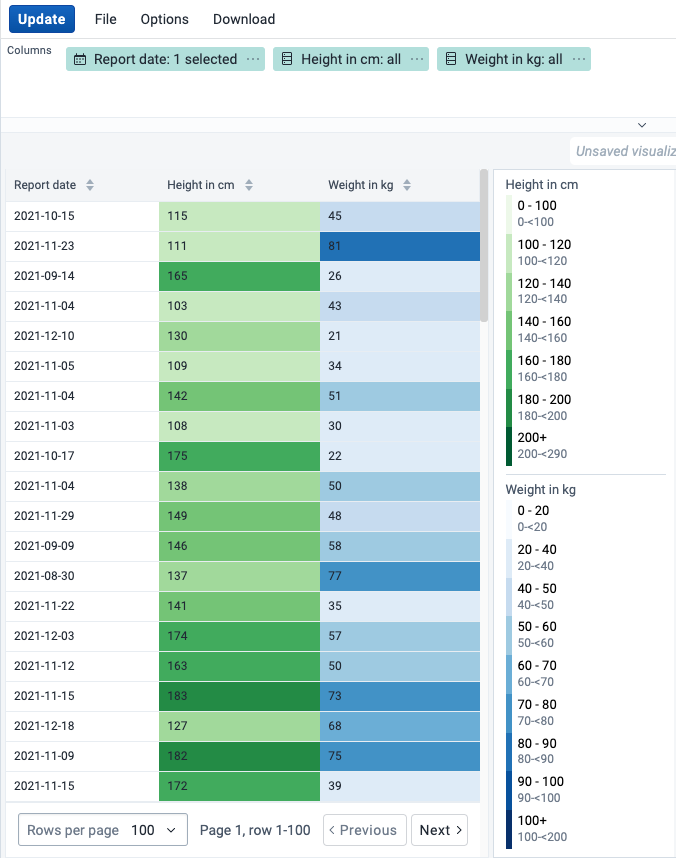 Update File Options Download
Columns Report date: 1 selected ··· Height in cm: all ··· Weight in kg: all ···
Unsaved visualiz
Report date Height in cm Weight in kg
2021-10-15 115 45
2021-11-23 111 81
2021-09-14 165 26
2021-11-04 103 43
2021-12-10 130 21
2021-11-05 109 34
2021-11-04 142 51
2021-11-03 108 30
2021-10-17 175 22
2021-11-04 138 50
2021-11-29 149 48
2021-09-09 146 58
2021-08-30 137 77
2021-11-22 141 35
2021-12-03 174 57
2021-11-12 163 50
2021-11-15 183 73
2021-12-18 127 68
2021-11-09 182 75
2021-11-15 172 39
Rows per page 100 Page 1, row 1-100 Previous Next
Height in cm
0 - 100
0-<100
100 - 120
100-<120
120 - 140
120-<140
140 - 160
140-<160
160 - 180
160-<180
180 - 200
180-<200
200+
200-<290
Weight in kg
0 - 20
0-<20
20 - 40
20-<40
40 - 50
40-<50
50 - 60
50-<60
60 - 70
60-<70
70 - 80
70-<80
80 - 90
80-<90
90 - 100
90-<100
100+
100-<200